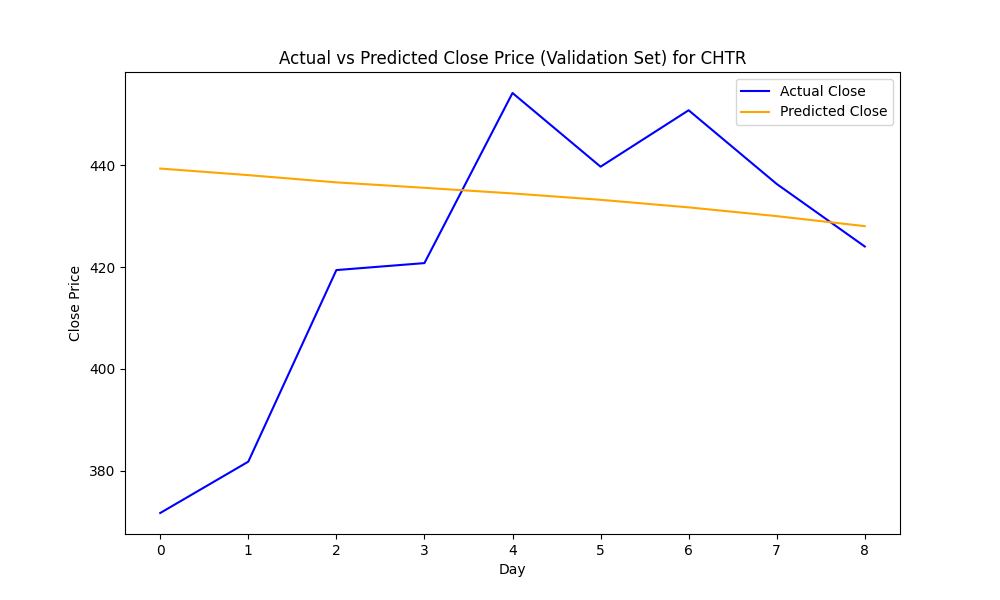 Actual vs Predicted Close Price (Validation Set) for CHTR
Actual Close
Predicted Close
440
420
400
380
Close Price
0 1 2 3 4 5 6 7 8
Day